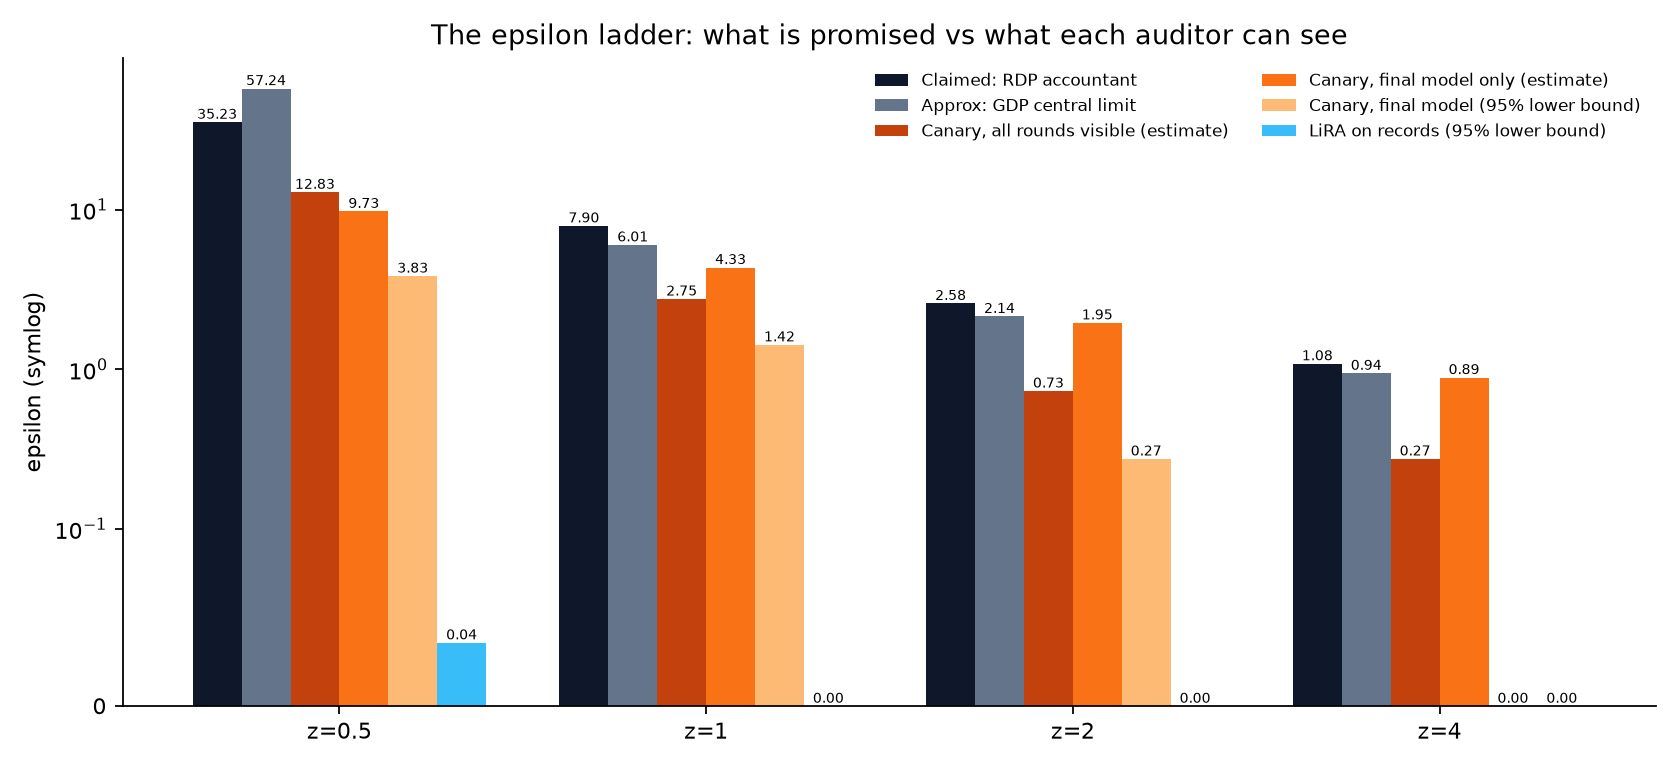 The epsilon ladder: what is promised vs what each auditor can see
Claimed: RDP accountant
Approx: GDP central limit
Canary, all rounds visible (estimate)
Canary, final model only (estimate)
Canary, final model (95% lower bound)
LiRA on records (95% lower bound)
epsilon (symlog)
10¹
10⁰
10⁻¹
0
35.23 57.24 12.83 9.73 3.83 0.04
7.90 6.01 2.75 4.33 1.42 0.00
2.58 2.14 0.73 1.95 0.27 0.00
1.08 0.94 0.27 0.89 0.00 0.00
z=0.5 z=1 z=2 z=4